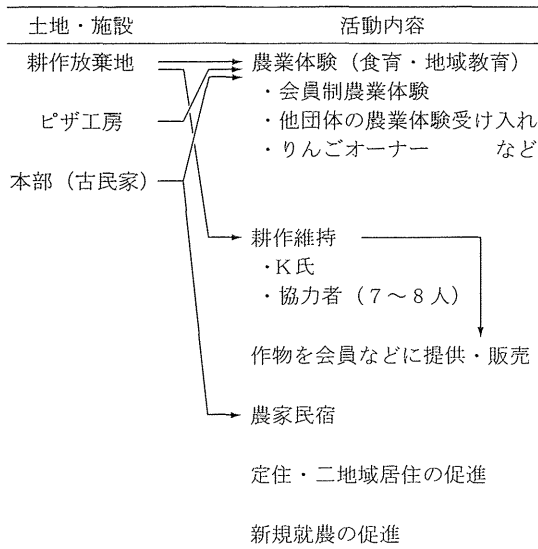 土地・施設 活動内容
耕作放棄地 農業体験（食育・地域教育）
・会員制農業体験
ピザ工房 ・他団体の農業体験受け入れ
・りんごオーナー など
本部（古民家）
耕作維持
・K氏
・協力者（7～8人）
作物を会員などに提供・販売
農家民宿
定住・二地域居住の促進
新規就農の促進